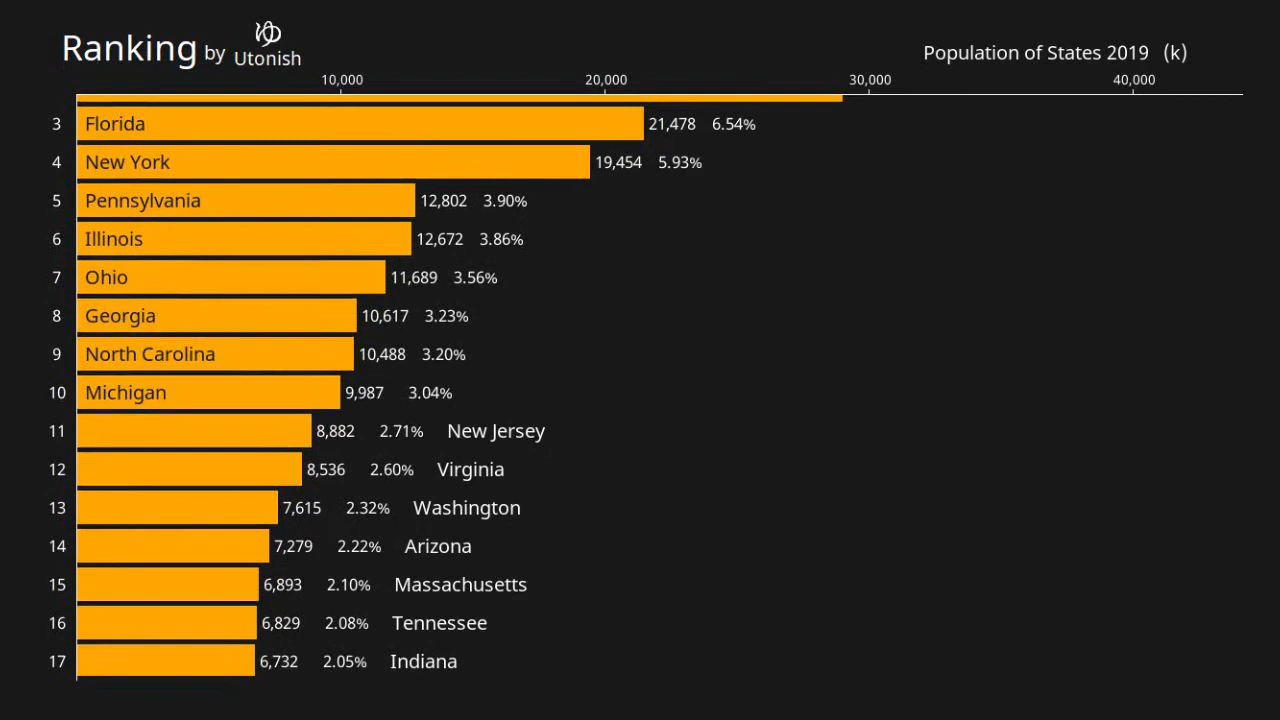 Ranking by Utonish
Population of States 2019 (k)
10,000 20,000 30,000 40,000
3 Florida 21,478 6.54%
4 New York 19,454 5.93%
5 Pennsylvania 12,802 3.90%
6 Illinois 12,672 3.86%
7 Ohio 11,689 3.56%
8 Georgia 10,617 3.23%
9 North Carolina 10,488 3.20%
10 Michigan 9,987 3.04%
11 8,882 2.71% New Jersey
12 8,536 2.60% Virginia
13 7,615 2.32% Washington
14 7,279 2.22% Arizona
15 6,893 2.10% Massachusetts
16 6,829 2.08% Tennessee
17 6,732 2.05% Indiana